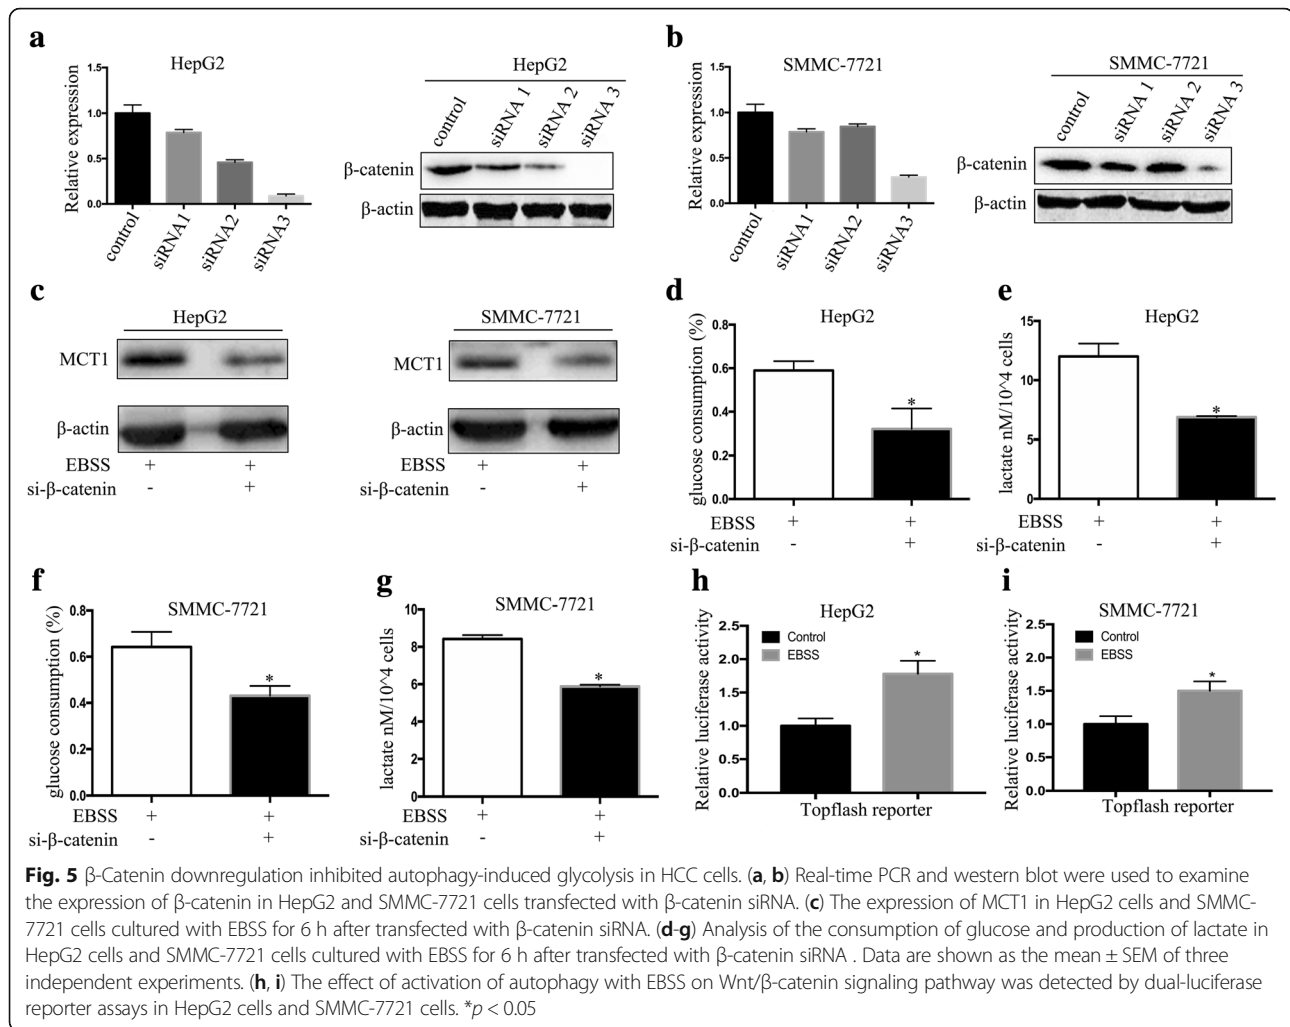 a
HepG2
Relative expression
1.5
1.0
0.5
0.0
control
siRNA1
siRNA2
siRNA3
HepG2
control
siRNA 1
siRNA 2
siRNA 3
β-catenin
β-actin
b
SMMC-7721
Relative expression
1.5
1.0
0.5
0.0
control
siRNA1
siRNA2
siRNA3
SMMC-7721
control
siRNA 1
siRNA 2
siRNA 3
β-catenin
β-actin
c
HepG2
MCT1
β-actin
EBSS + +
si-β-catenin - +
SMMC-7721
MCT1
β-actin
EBSS + +
si-β-catenin - +
d
HepG2
glucose consumption (%)
0.8
0.6
0.4
0.2
0.0
*
EBSS + +
si-β-catenin - +
e
HepG2
lactate nM/10^4 cells
15
10
5
0
*
EBSS + +
si-β-catenin - +
f
SMMC-7721
glucose consumption (%)
0.8
0.6
0.4
0.2
0.0
*
EBSS + +
si-β-catenin - +
g
SMMC-7721
lactate nM/10^4 cells
10
8
6
4
2
0
*
EBSS + +
si-β-catenin - +
h
HepG2
Relative luciferase activity
2.5
2.0
1.5
1.0
0.5
0.0
Control
EBSS
*
Topflash reporter
i
SMMC-7721
Relative luciferase activity
2.5
2.0
1.5
1.0
0.5
0.0
Control
EBSS
*
Topflash reporter
Fig. 5 β-Catenin downregulation inhibited autophagy-induced glycolysis in HCC cells. (a, b) Real-time PCR and western blot were used to examine
the expression of β-catenin in HepG2 and SMMC-7721 cells transfected with β-catenin siRNA. (c) The expression of MCT1 in HepG2 cells and SMMC-
7721 cells cultured with EBSS for 6 h after transfected with β-catenin siRNA. (d-g) Analysis of the consumption of glucose and production of lactate in
HepG2 cells and SMMC-7721 cells cultured with EBSS for 6 h after transfected with β-catenin siRNA . Data are shown as the mean ± SEM of three
independent experiments. (h, i) The effect of activation of autophagy with EBSS on Wnt/β-catenin signaling pathway was detected by dual-luciferase
reporter assays in HepG2 cells and SMMC-7721 cells. *p < 0.05